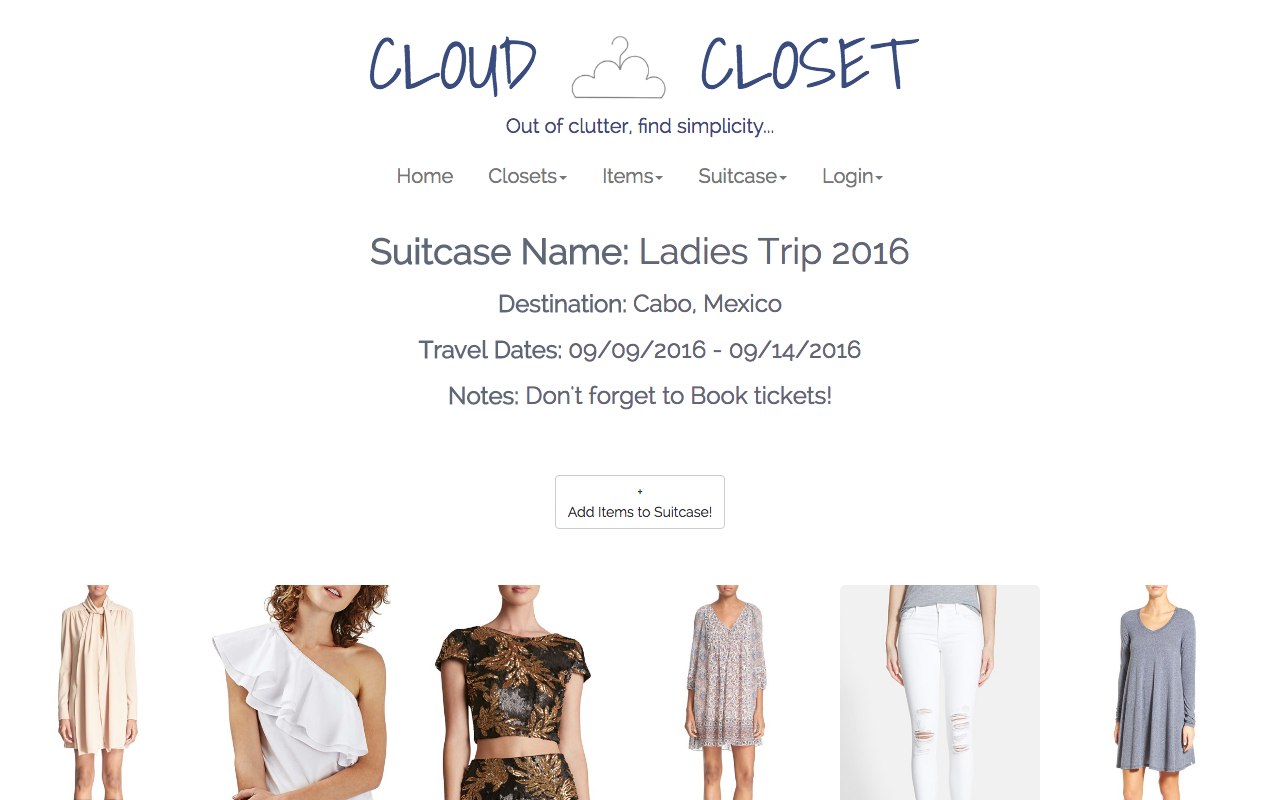 CLOUD CLOSET
Out of clutter, find simplicity...
Home Closets Items Suitcase Login
Suitcase Name: Ladies Trip 2016
Destination: Cabo, Mexico
Travel Dates: 09/09/2016 - 09/14/2016
Notes: Don't forget to Book tickets!
+
Add Items to Suitcase!